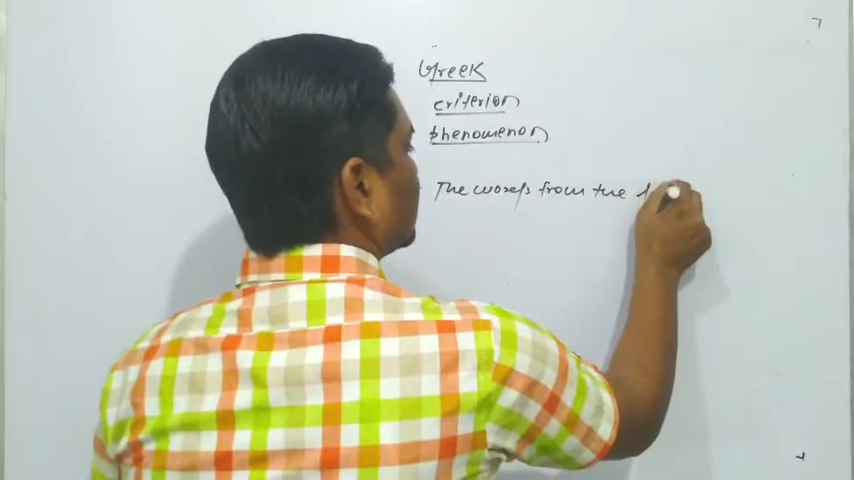 Greek
criterion
phenomenon
The words from the